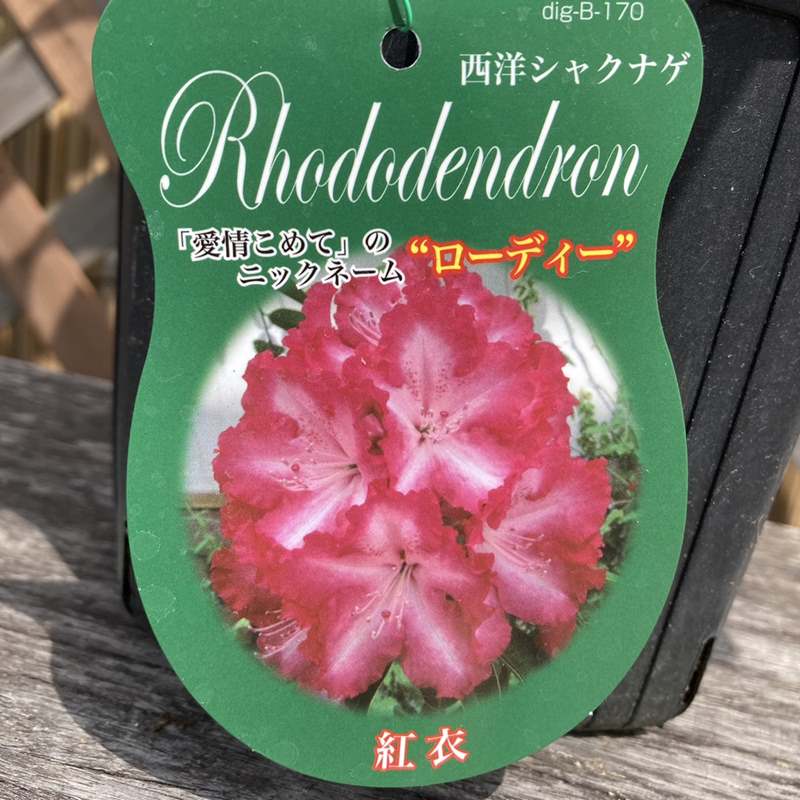 dig-B-170
西洋シャクナゲ
Rhododendron
『愛情こめて』の
ニックネーム “ローディー”
紅衣